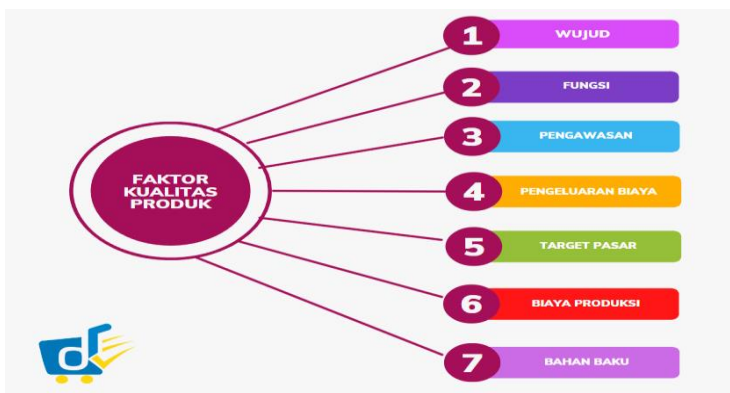 FAKTOR
KUALITAS
PRODUK
1 WUJUD
2 FUNGSI
3 PENGAWASAN
4 PENGELUARAN BIAYA
5 TARGET PASAR
6 BIAYA PRODUKSI
7 BAHAN BAKU
d